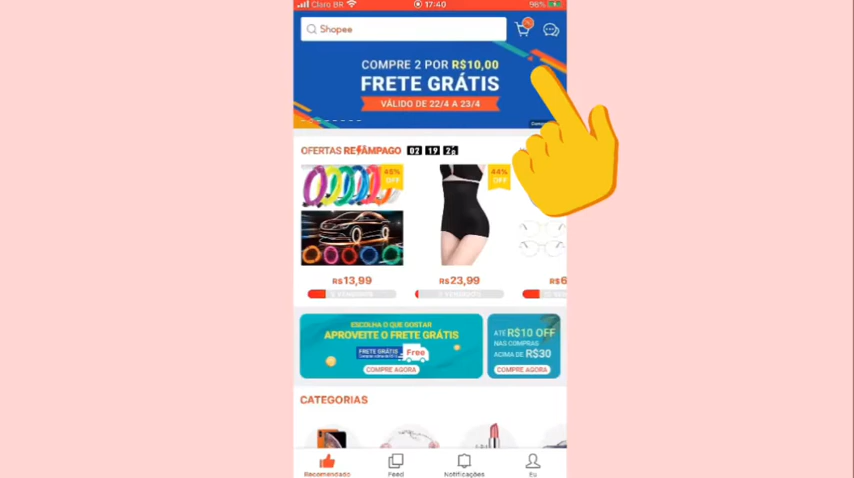 Claro BR
17:40
98%
Shopee
COMPRE 2 POR R$10,00
FRETE GRÁTIS
VÁLIDO DE 22/4 A 23/4
OFERTAS RELÂMPAGO 02 19
46% OFF
44% OFF
R$13,99
R$23,99
R$6
ESCOLHA O QUE GOSTAR
APROVEITE O FRETE GRÁTIS
FRETE GRÁTIS
Free
COMPRE AGORA
ATÉ R$10 OFF
NAS COMPRAS
ACIMA DE R$30
COMPRE AGORA
CATEGORIAS
Recomendado
Feed
Notificações
Eu